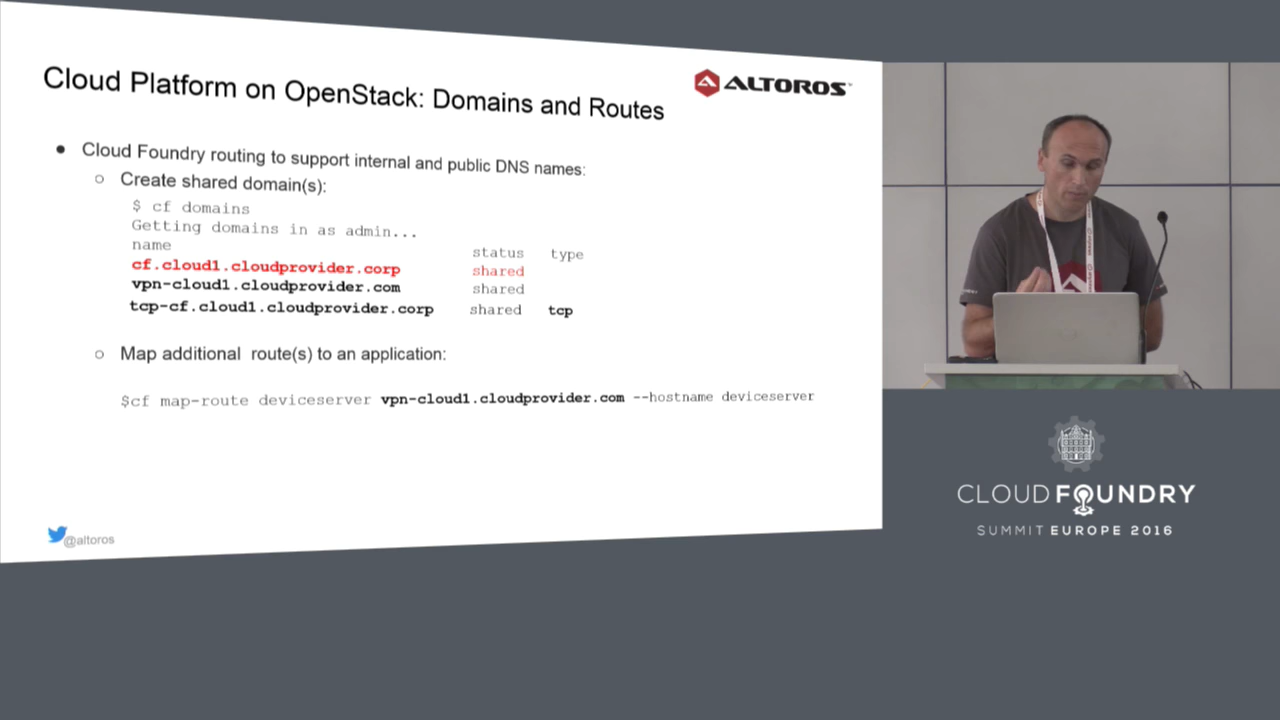 Cloud Platform on OpenStack: Domains and Routes
ALTOROS
● Cloud Foundry routing to support internal and public DNS names:
○ Create shared domain(s):
$ cf domains
Getting domains in as admin...
name status type
cf.cloud1.cloudprovider.corp shared
vpn-cloud1.cloudprovider.com shared
tcp-cf.cloud1.cloudprovider.corp shared tcp
○ Map additional route(s) to an application:
$cf map-route deviceserver vpn-cloud1.cloudprovider.com --hostname deviceserver
@altoros
CLOUD FOUNDRY
SUMMIT EUROPE 2016